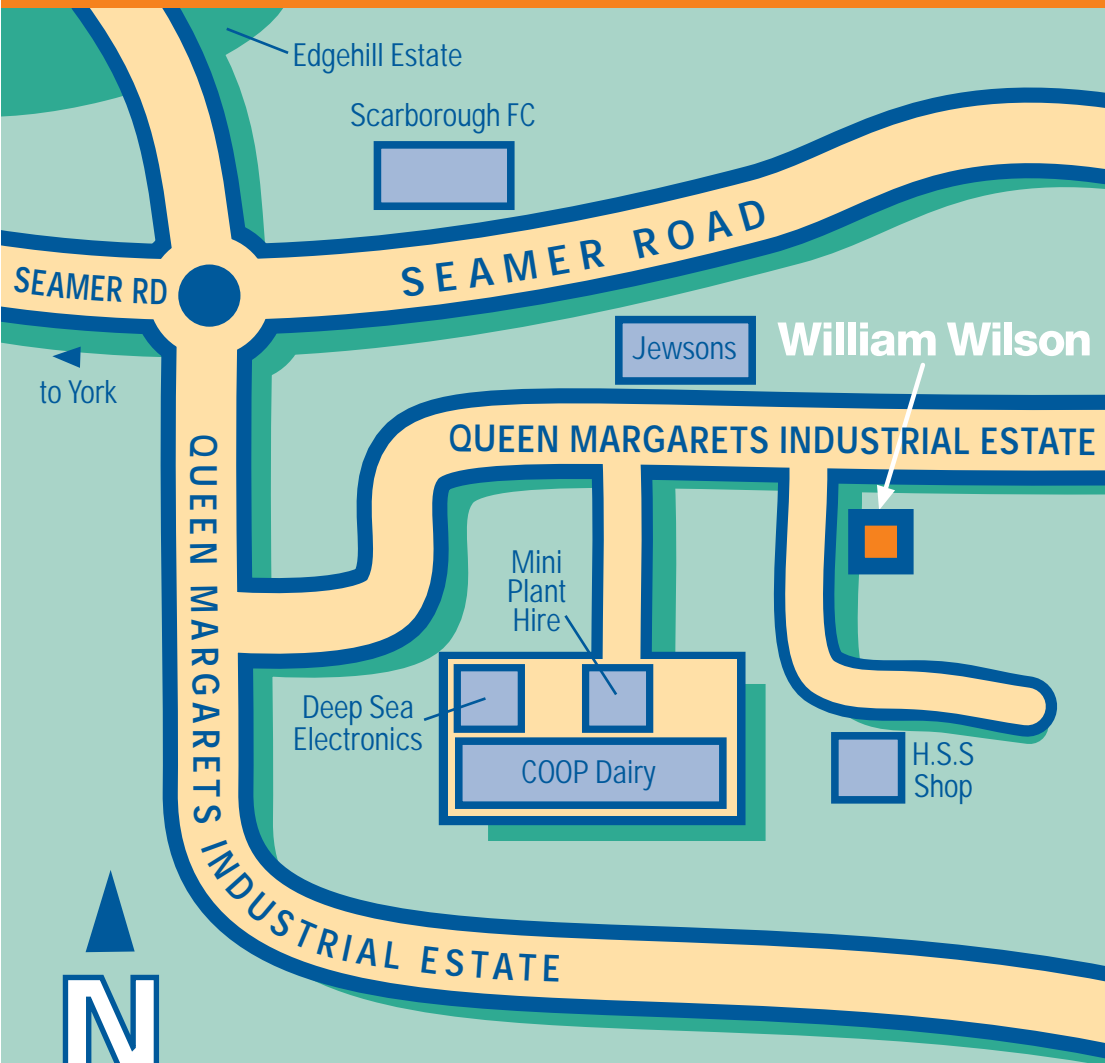 Edgehill Estate
Scarborough FC
SEAMER ROAD
SEAMER RD
to York
Jewsons
William Wilson
QUEEN MARGARETS INDUSTRIAL ESTATE
QUEEN MARGARETS INDUSTRIAL ESTATE
Mini
Plant
Hire
Deep Sea
Electronics
COOP Dairy
H.S.S
Shop
N